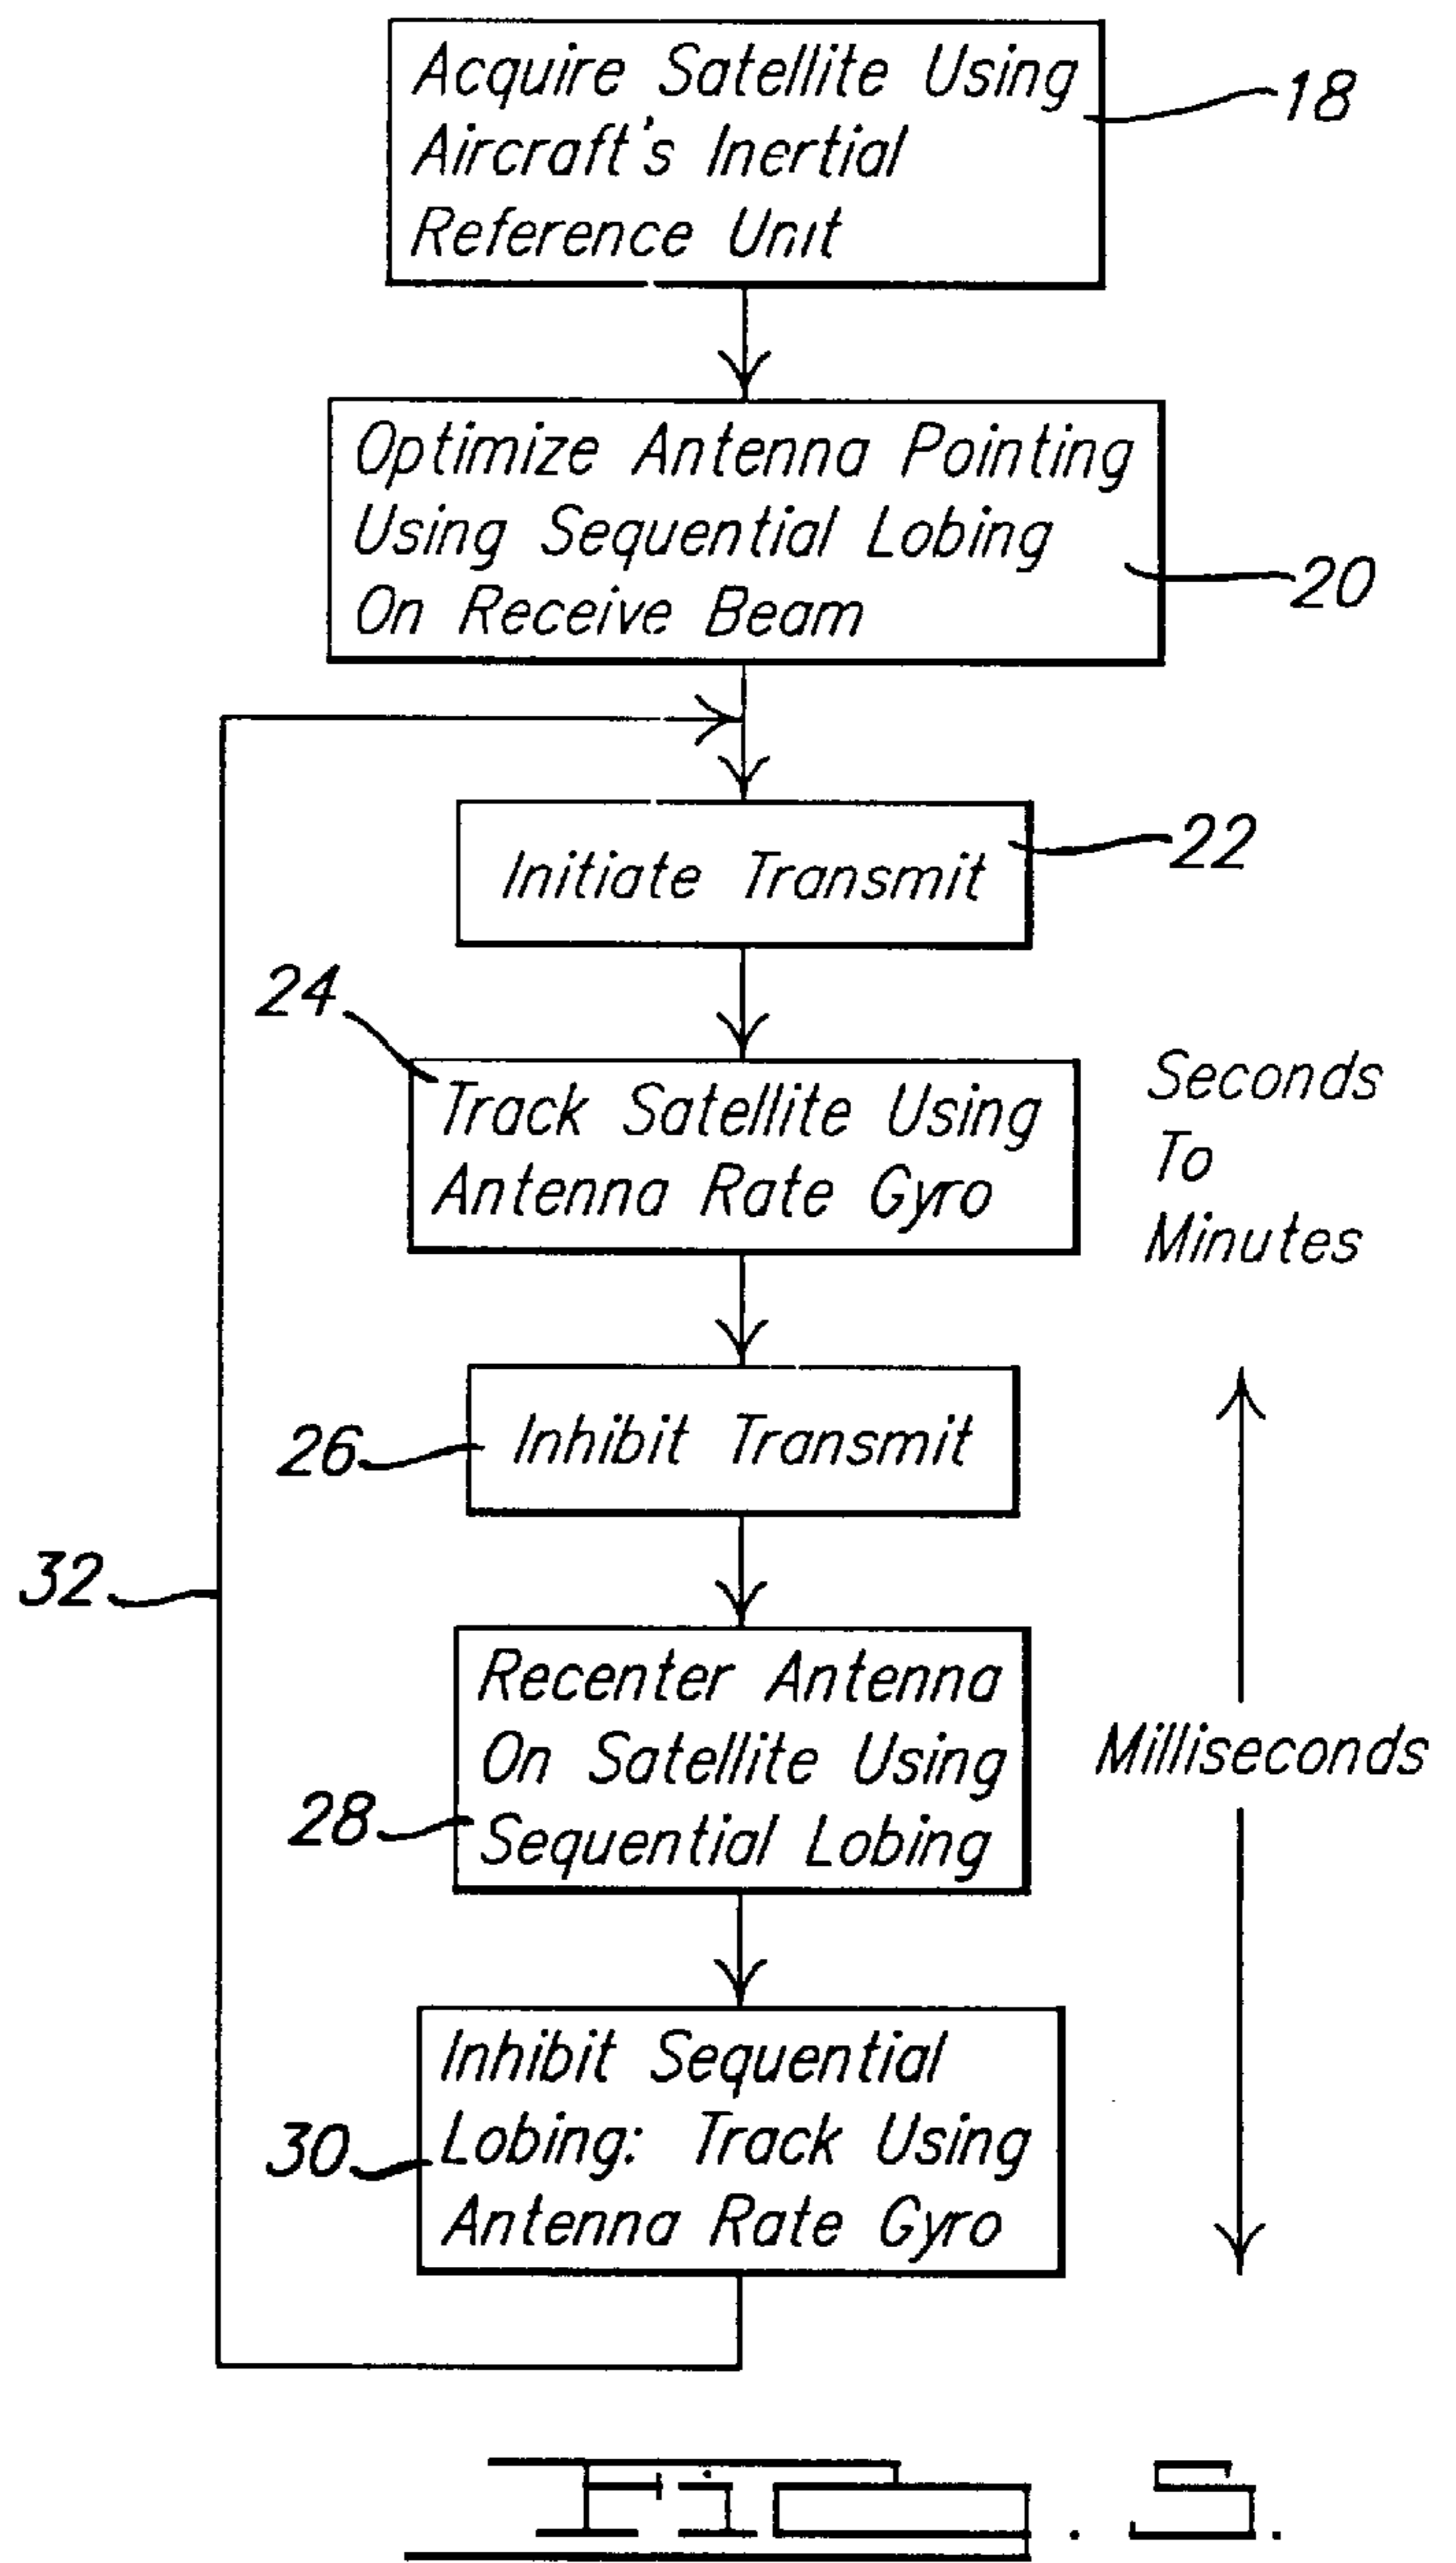 Acquire Satellite Using
Aircraft's Inertial
Reference Unit
18
Optimize Antenna Pointing
Using Sequential Lobing
On Receive Beam
20
Initiate Transmit
22
24
Track Satellite Using
Antenna Rate Gyro
Seconds
To
Minutes
26
Inhibit Transmit
32
28
Recenter Antenna
On Satellite Using
Sequential Lobing
Milliseconds
30
Inhibit Sequential
Lobing: Track Using
Antenna Rate Gyro
Fig. 5.